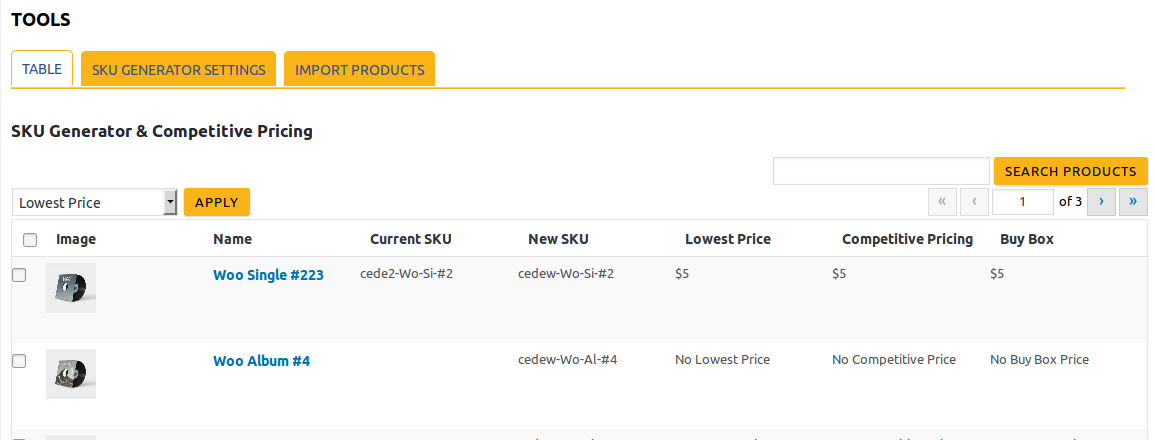 TOOLS
TABLE SKU GENERATOR SETTINGS IMPORT PRODUCTS
SKU Generator & Competitive Pricing
SEARCH PRODUCTS
Lowest Price APPLY « ‹ 1 of 3 › »
Image Name Current SKU New SKU Lowest Price Competitive Pricing Buy Box
Woo Single #223 cede2-Wo-Si-#2 cedew-Wo-Si-#2 $5 $5 $5
Woo Album #4 cedew-Wo-Al-#4 No Lowest Price No Competitive Price No Buy Box Price